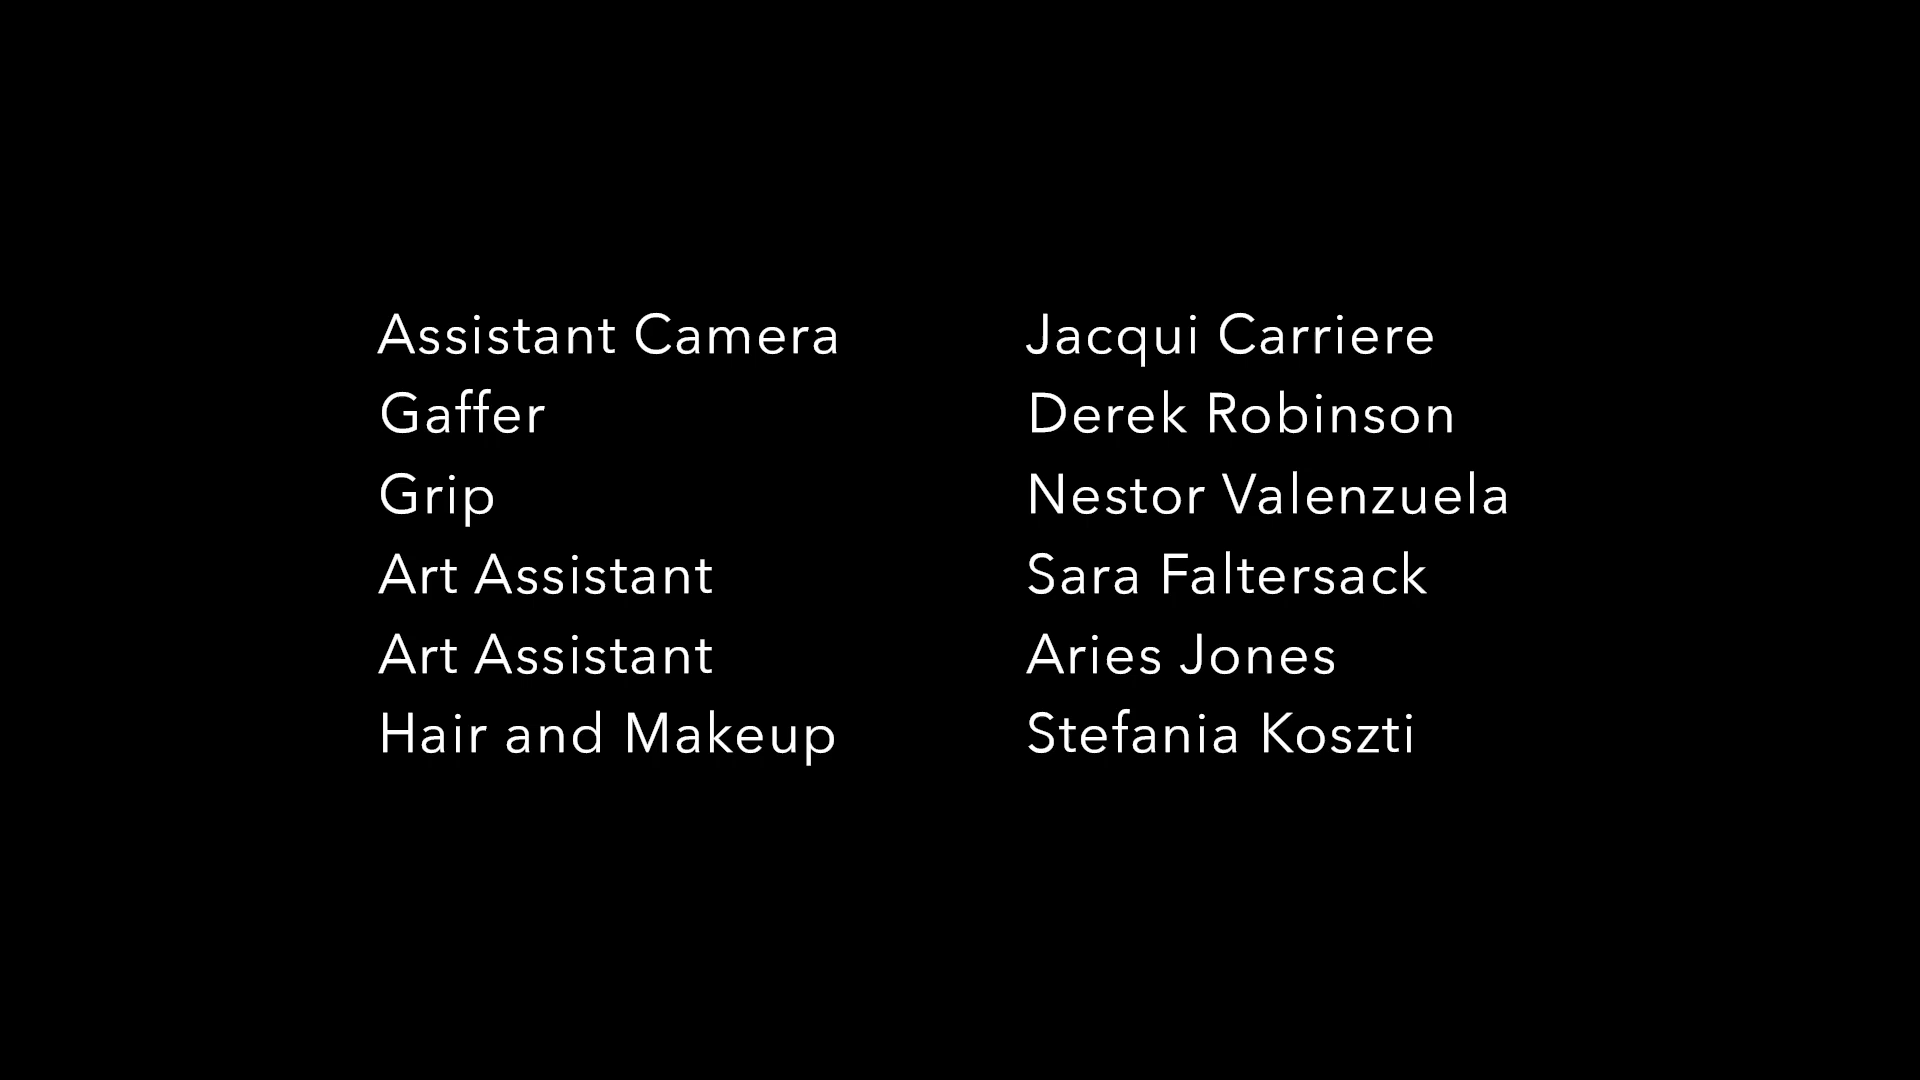 Assistant Camera Jacqui Carriere
Gaffer Derek Robinson
Grip Nestor Valenzuela
Art Assistant Sara Faltersack
Art Assistant Aries Jones
Hair and Makeup Stefania Koszti